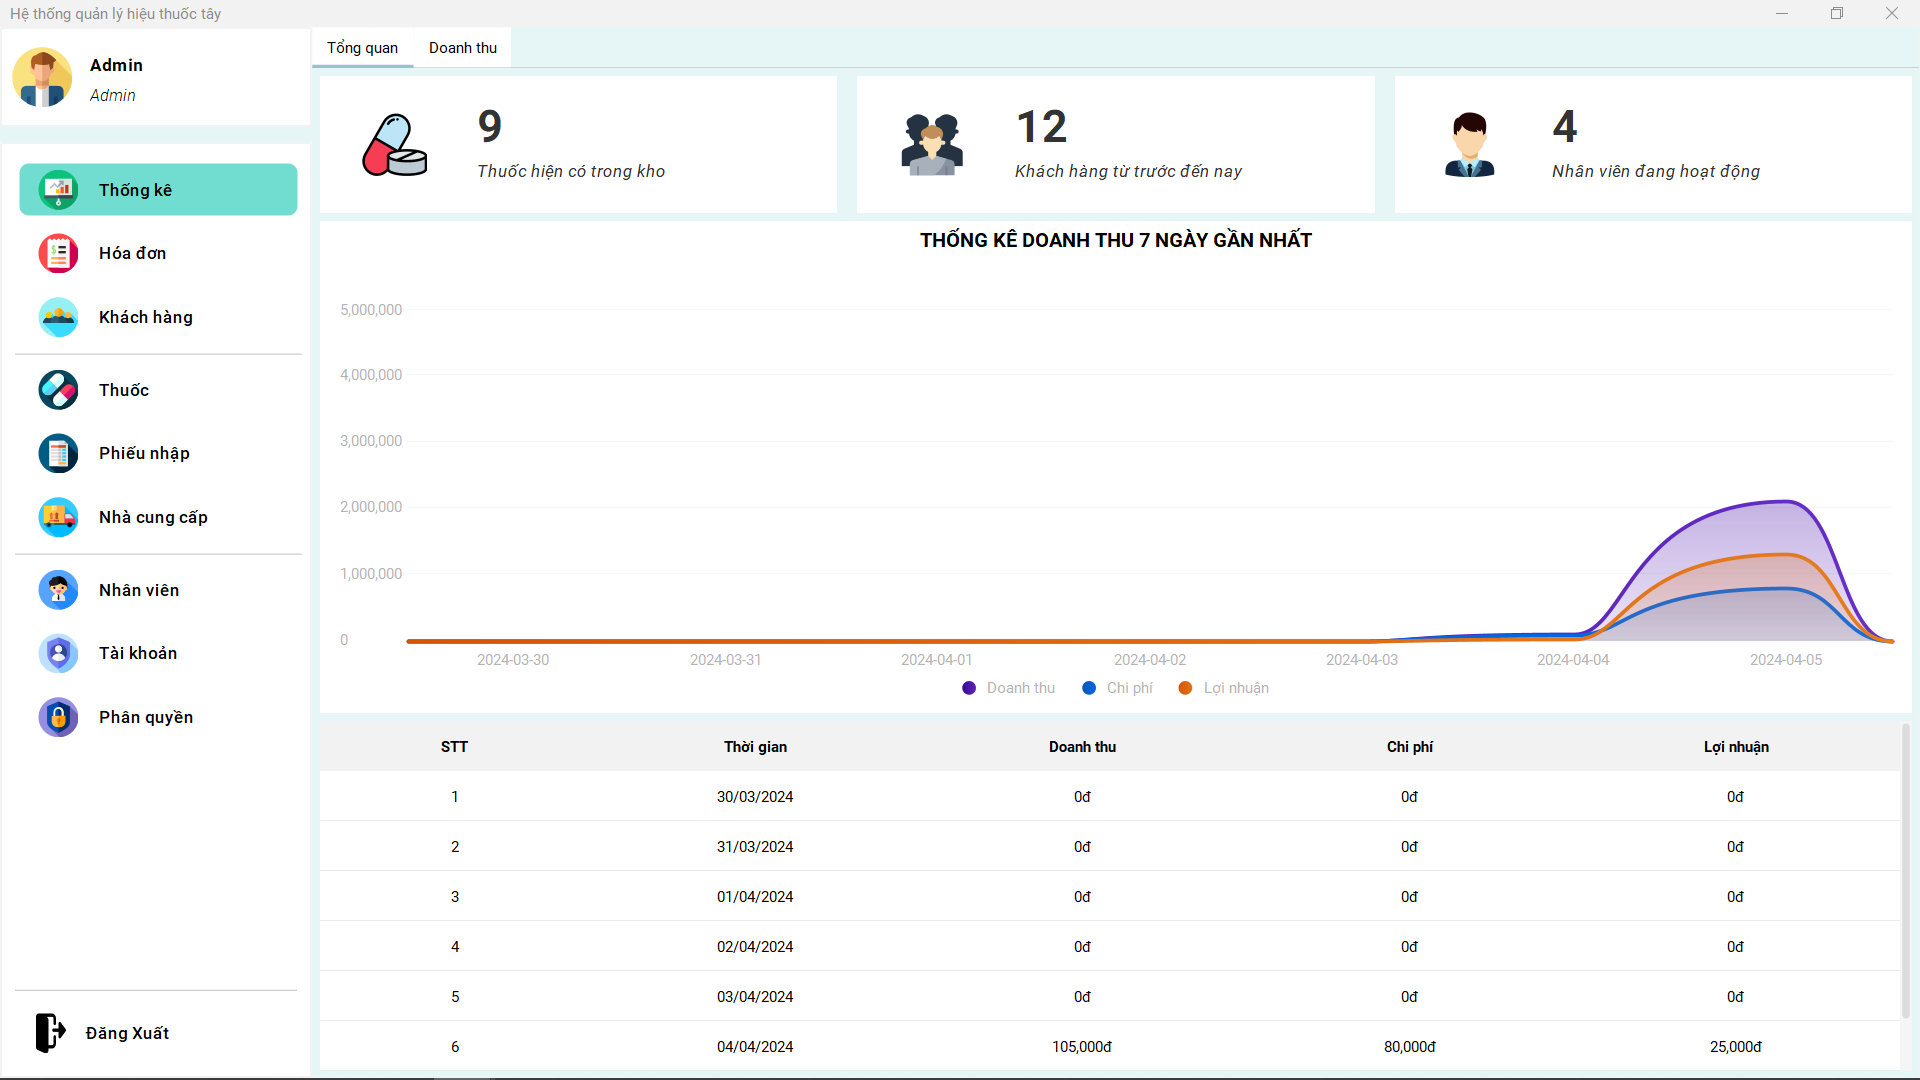 Hệ thống quản lý hiệu thuốc tây
Admin
Admin
Thống kê
Hóa đơn
Khách hàng
Thuốc
Phiếu nhập
Nhà cung cấp
Nhân viên
Tài khoản
Phân quyền
Đăng Xuất
Tổng quan Doanh thu
9
Thuốc hiện có trong kho
12
Khách hàng từ trước đến nay
4
Nhân viên đang hoạt động
THỐNG KÊ DOANH THU 7 NGÀY GẦN NHẤT
5,000,000
4,000,000
3,000,000
2,000,000
1,000,000
0
2024-03-30 2024-03-31 2024-04-01 2024-04-02 2024-04-03 2024-04-04 2024-04-05
Doanh thu Chi phí Lợi nhuận
STT Thời gian Doanh thu Chi phí Lợi nhuận
1 30/03/2024 0đ 0đ 0đ
2 31/03/2024 0đ 0đ 0đ
3 01/04/2024 0đ 0đ 0đ
4 02/04/2024 0đ 0đ 0đ
5 03/04/2024 0đ 0đ 0đ
6 04/04/2024 105,000đ 80,000đ 25,000đ